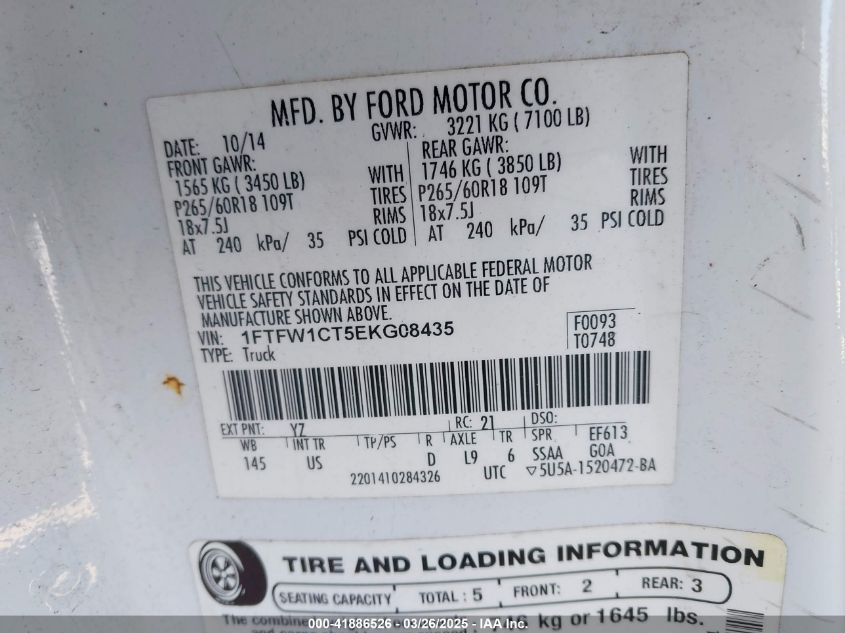 MFD. BY FORD MOTOR CO.
DATE: 10/14 GVWR: 3221 KG ( 7100 LB)
FRONT GAWR: REAR GAWR:
1565 KG ( 3450 LB) WITH 1746 KG ( 3850 LB) WITH
P265/60R18 109T TIRES P265/60R18 109T TIRES
18x7.5J RIMS 18x7.5J RIMS
AT 240 kPa/ 35 PSI COLD AT 240 kPa/ 35 PSI COLD
THIS VEHICLE CONFORMS TO ALL APPLICABLE FEDERAL MOTOR
VEHICLE SAFETY STANDARDS IN EFFECT ON THE DATE OF
MANUFACTURE SHOWN ABOVE.
VIN: 1FTFW1CT5EKG08435 F0093
TYPE: Truck T0748
EXT PNT: YZ RC: 21 DSO:
WB INT TR TP/PS R AXLE TR SPR EF613
145 US D L9 6 SSAA GOA
2201410284326 UTC ▽5U5A-1520472-BA
TIRE AND LOADING INFORMATION
SEATING CAPACITY TOTAL : 5 FRONT: 2 REAR: 3
The combine kg or 1645 lbs.
000-41886526 - 03/26/2025 - IAA Inc.